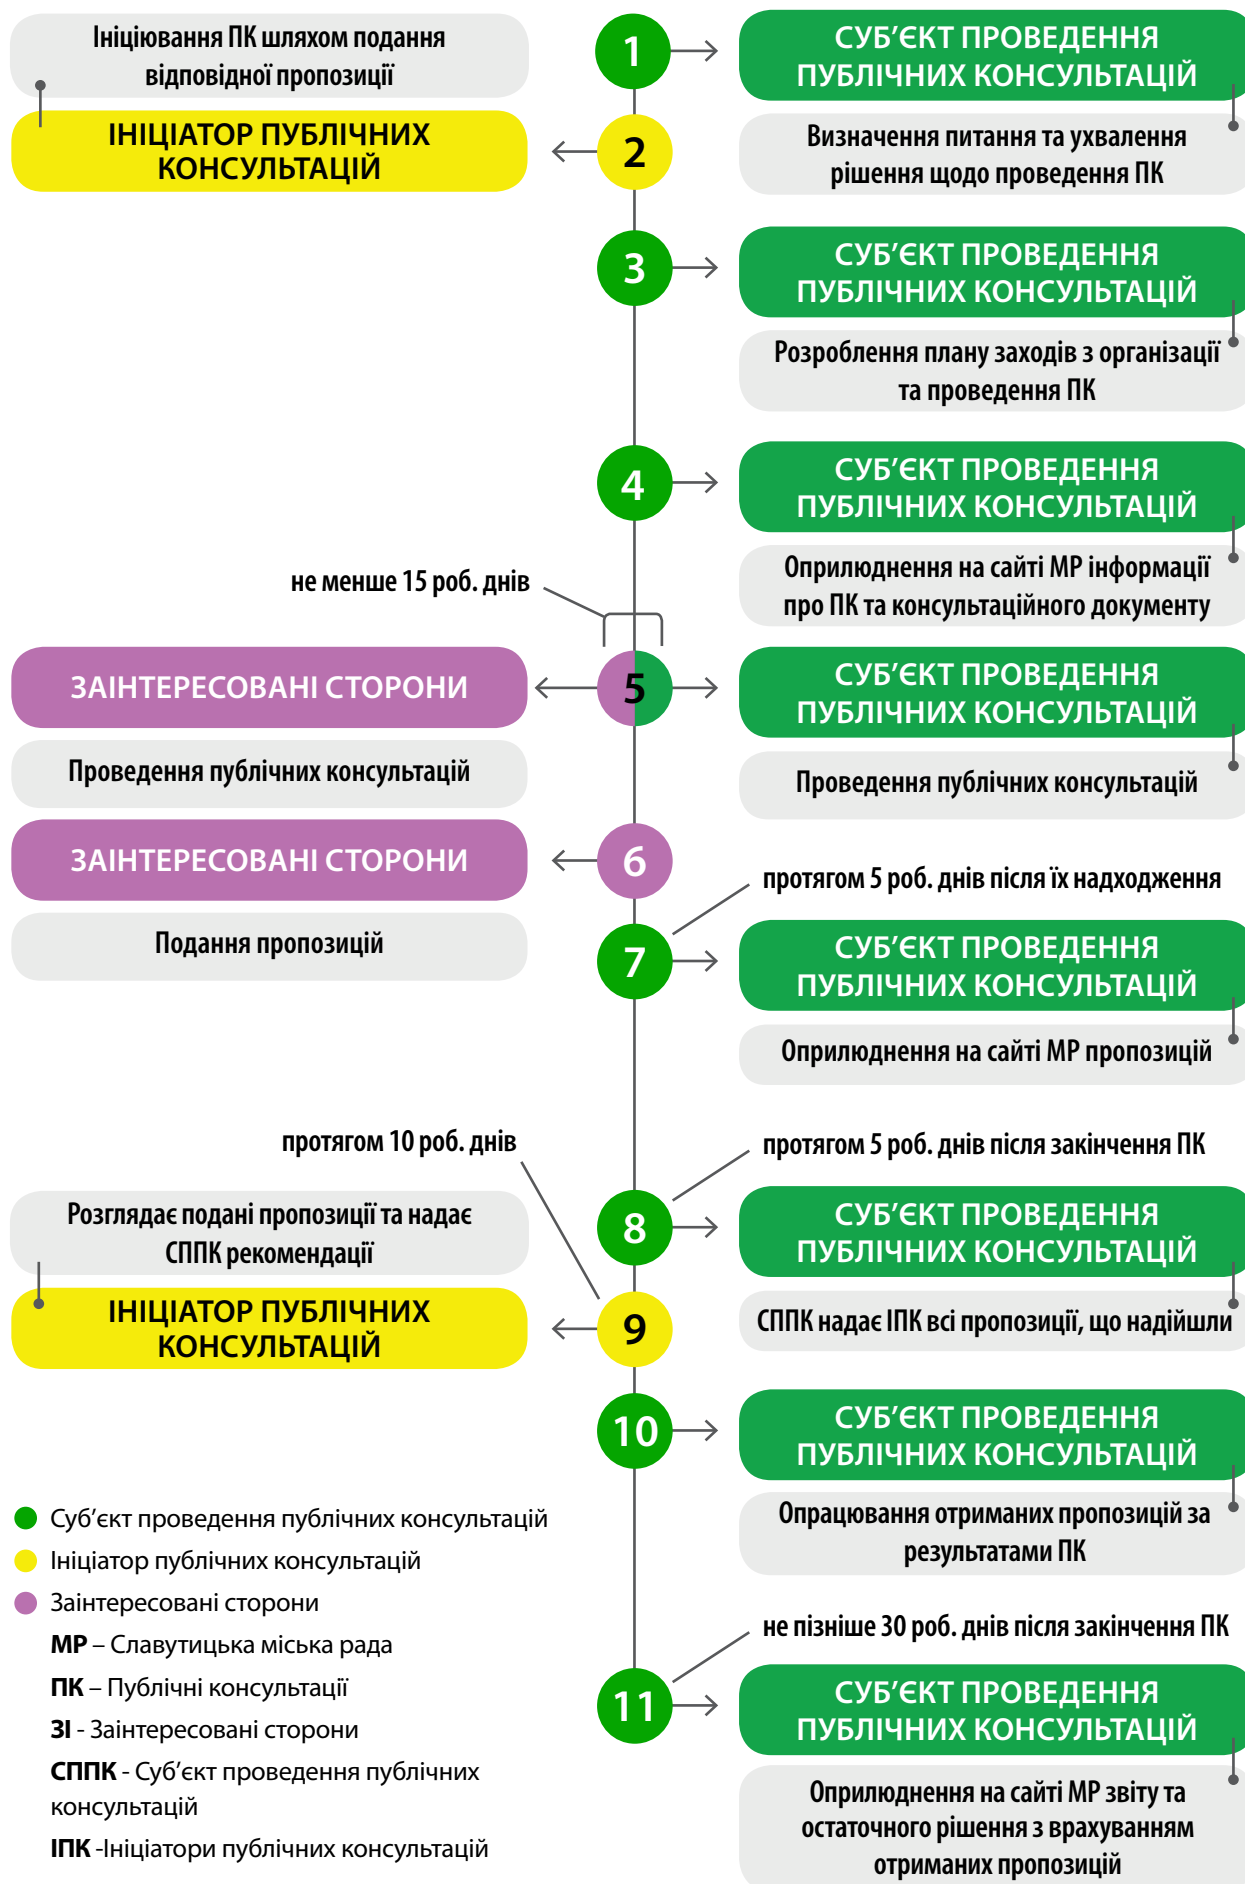 Ініціювання ПК шляхом подання
відповідної пропозиції
ІНІЦІАТОР ПУБЛІЧНИХ
КОНСУЛЬТАЦІЙ
1
СУБ’ЄКТ ПРОВЕДЕННЯ
ПУБЛІЧНИХ КОНСУЛЬТАЦІЙ
Визначення питання та ухвалення
рішення щодо проведення ПК
2
3
СУБ’ЄКТ ПРОВЕДЕННЯ
ПУБЛІЧНИХ КОНСУЛЬТАЦІЙ
Розроблення плану заходів з організації
та проведення ПК
4
СУБ’ЄКТ ПРОВЕДЕННЯ
ПУБЛІЧНИХ КОНСУЛЬТАЦІЙ
Оприлюднення на сайті МР інформації
про ПК та консультаційного документу
не менше 15 роб. днів
ЗАІНТЕРЕСОВАНІ СТОРОНИ
Проведення публічних консультацій
5
СУБ’ЄКТ ПРОВЕДЕННЯ
ПУБЛІЧНИХ КОНСУЛЬТАЦІЙ
Проведення публічних консультацій
ЗАІНТЕРЕСОВАНІ СТОРОНИ
Подання пропозицій
6
протягом 5 роб. днів після їх надходження
7
СУБ’ЄКТ ПРОВЕДЕННЯ
ПУБЛІЧНИХ КОНСУЛЬТАЦІЙ
Оприлюднення на сайті МР пропозицій
протягом 10 роб. днів
протягом 5 роб. днів після закінчення ПК
8
СУБ’ЄКТ ПРОВЕДЕННЯ
ПУБЛІЧНИХ КОНСУЛЬТАЦІЙ
СППК надає ІПК всі пропозиції, що надійшли
Розглядає подані пропозиції та надає
СППК рекомендації
ІНІЦІАТОР ПУБЛІЧНИХ
КОНСУЛЬТАЦІЙ
9
10
СУБ’ЄКТ ПРОВЕДЕННЯ
ПУБЛІЧНИХ КОНСУЛЬТАЦІЙ
Опрацювання отриманих пропозицій за
результатами ПК
не пізніше 30 роб. днів після закінчення ПК
11
СУБ’ЄКТ ПРОВЕДЕННЯ
ПУБЛІЧНИХ КОНСУЛЬТАЦІЙ
Оприлюднення на сайті МР звіту та
остаточного рішення з врахуванням
отриманих пропозицій
Суб’єкт проведення публічних консультацій
Ініціатор публічних консультацій
Заінтересовані сторони
МР – Славутицька міська рада
ПК – Публічні консультації
ЗІ - Заінтересовані сторони
СППК - Суб’єкт проведення публічних
консультацій
ІПК -Ініціатори публічних консультацій